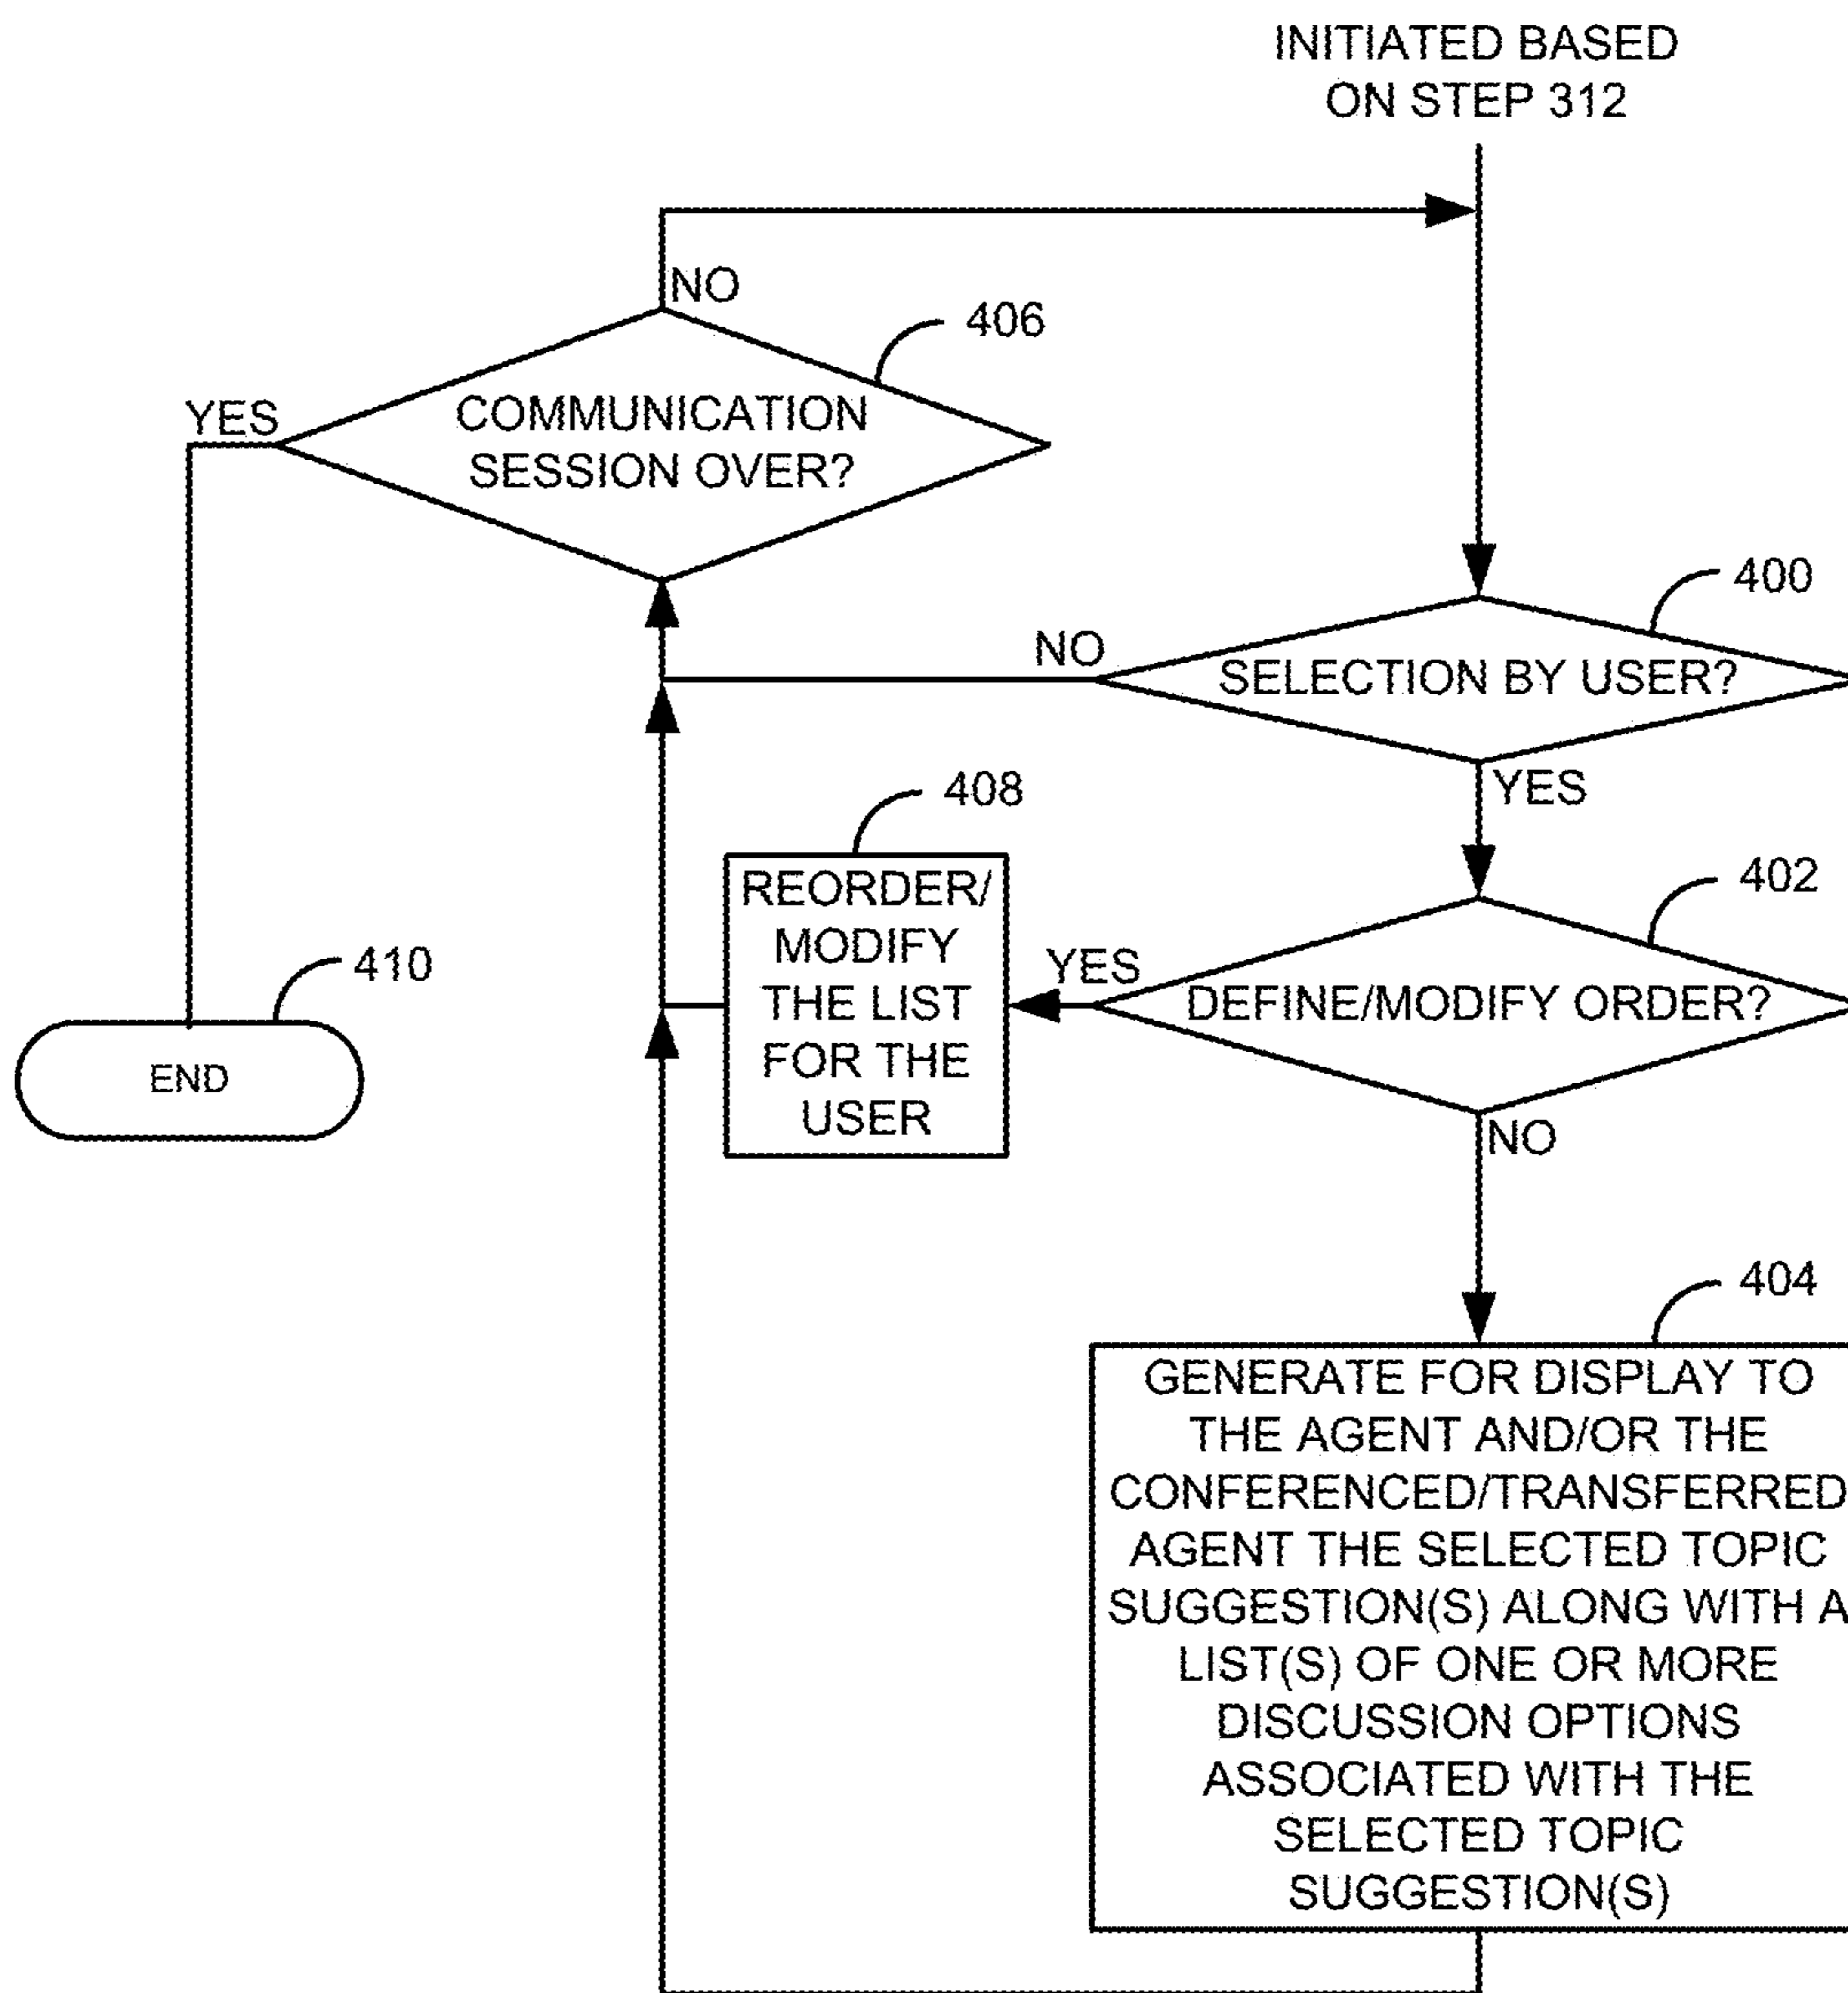 INITIATED BASED
ON STEP 312
NO
406
YES
COMMUNICATION
SESSION OVER?
400
NO
SELECTION BY USER?
YES
408
REORDER/
MODIFY
THE LIST
FOR THE
USER
402
YES
DEFINE/MODIFY ORDER?
410
END
NO
404
GENERATE FOR DISPLAY TO
THE AGENT AND/OR THE
CONFERENCED/TRANSFERRED
AGENT THE SELECTED TOPIC
SUGGESTION(S) ALONG WITH A
LIST(S) OF ONE OR MORE
DISCUSSION OPTIONS
ASSOCIATED WITH THE
SELECTED TOPIC
SUGGESTION(S)